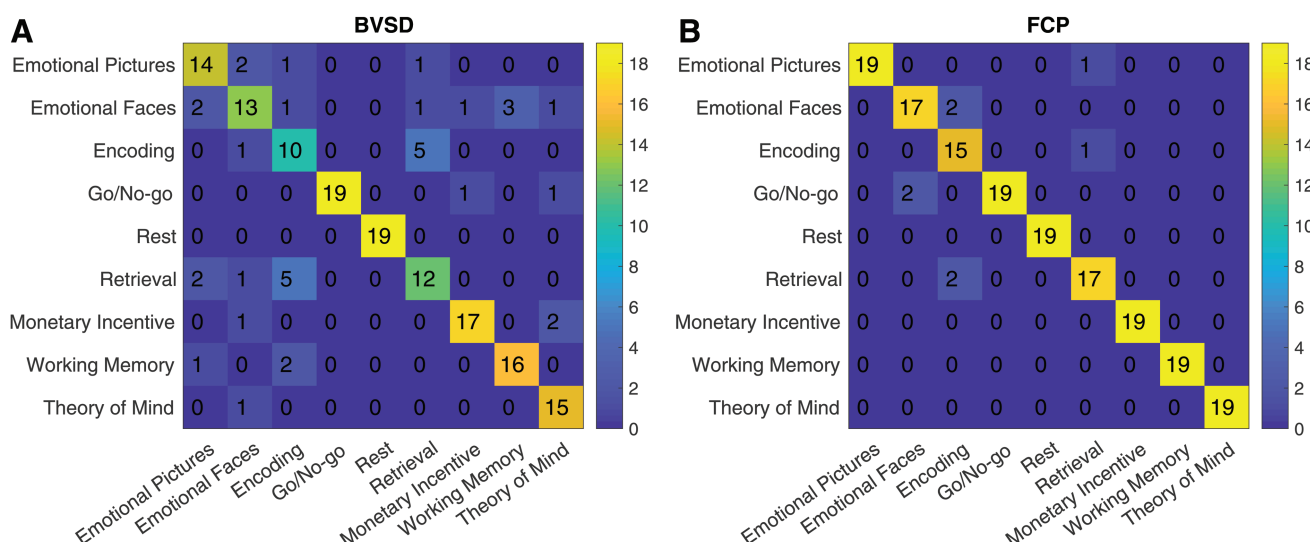 A
BVSD
Emotional Pictures 14 2 1 0 0 1 0 0 0
Emotional Faces 2 13 1 0 0 1 1 3 1
Encoding 0 1 10 0 0 5 0 0 0
Go/No-go 0 0 0 19 0 0 1 0 1
Rest 0 0 0 0 19 0 0 0 0
Retrieval 2 1 5 0 0 12 0 0 0
Monetary Incentive 0 1 0 0 0 0 17 0 2
Working Memory 1 0 2 0 0 0 0 16 0
Theory of Mind 0 1 0 0 0 0 0 0 15
Emotional Pictures
Emotional Faces
Encoding
Go/No-go
Rest
Retrieval
Monetary Incentive
Working Memory
Theory of Mind
18
16
14
12
10
8
6
4
2
0
B
FCP
Emotional Pictures 19 0 0 0 0 1 0 0 0
Emotional Faces 0 17 2 0 0 0 0 0 0
Encoding 0 0 15 0 0 1 0 0 0
Go/No-go 0 2 0 19 0 0 0 0 0
Rest 0 0 0 0 19 0 0 0 0
Retrieval 0 0 2 0 0 17 0 0 0
Monetary Incentive 0 0 0 0 0 0 19 0 0
Working Memory 0 0 0 0 0 0 0 19 0
Theory of Mind 0 0 0 0 0 0 0 0 19
Emotional Pictures
Emotional Faces
Encoding
Go/No-go
Rest
Retrieval
Monetary Incentive
Working Memory
Theory of Mind
18
16
14
12
10
8
6
4
2
0